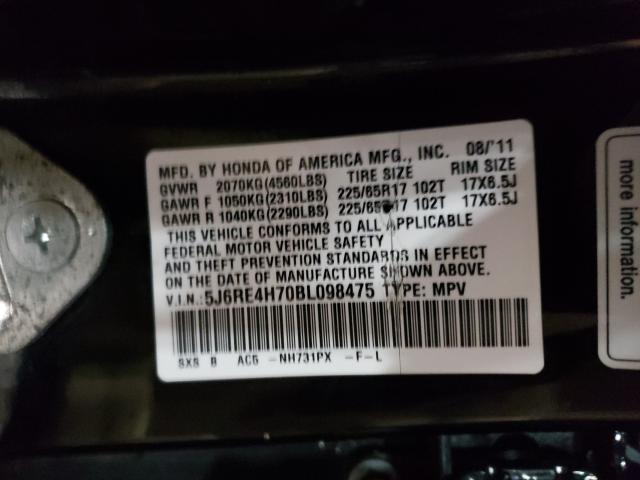 MFD. BY HONDA OF AMERICA MFG., INC. 08/'11
GVWR 2070KG(4560LBS) TIRE SIZE RIM SIZE
GAWR F 1050KG(2310LBS) 225/65R17 102T 17X6.5J
GAWR R 1040KG(2290LBS) 225/65R17 102T 17X6.5J
THIS VEHICLE CONFORMS TO ALL APPLICABLE
FEDERAL MOTOR VEHICLE SAFETY
AND THEFT PREVENTION STANDARDS IN EFFECT
ON THE DATE OF MANUFACTURE SHOWN ABOVE.
V.I.N.: 5J6RE4H70BL098475 TYPE: MPV
SXS B AC5 -NH731PX -F-L
more information.